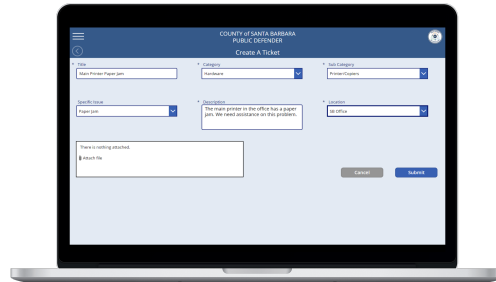 COUNTY of SANTA BARBARA
PUBLIC DEFENDER
Create A Ticket
* Title
Main Printer Paper Jam
* Category
Hardware
* Sub Category
Printer/Copiers
Specific Issue
Paper Jam
* Description
The main printer in the office has a paper
jam. We need assistance on this problem.
* Location
SB Office
There is nothing attached.
Attach file
Cancel
Submit